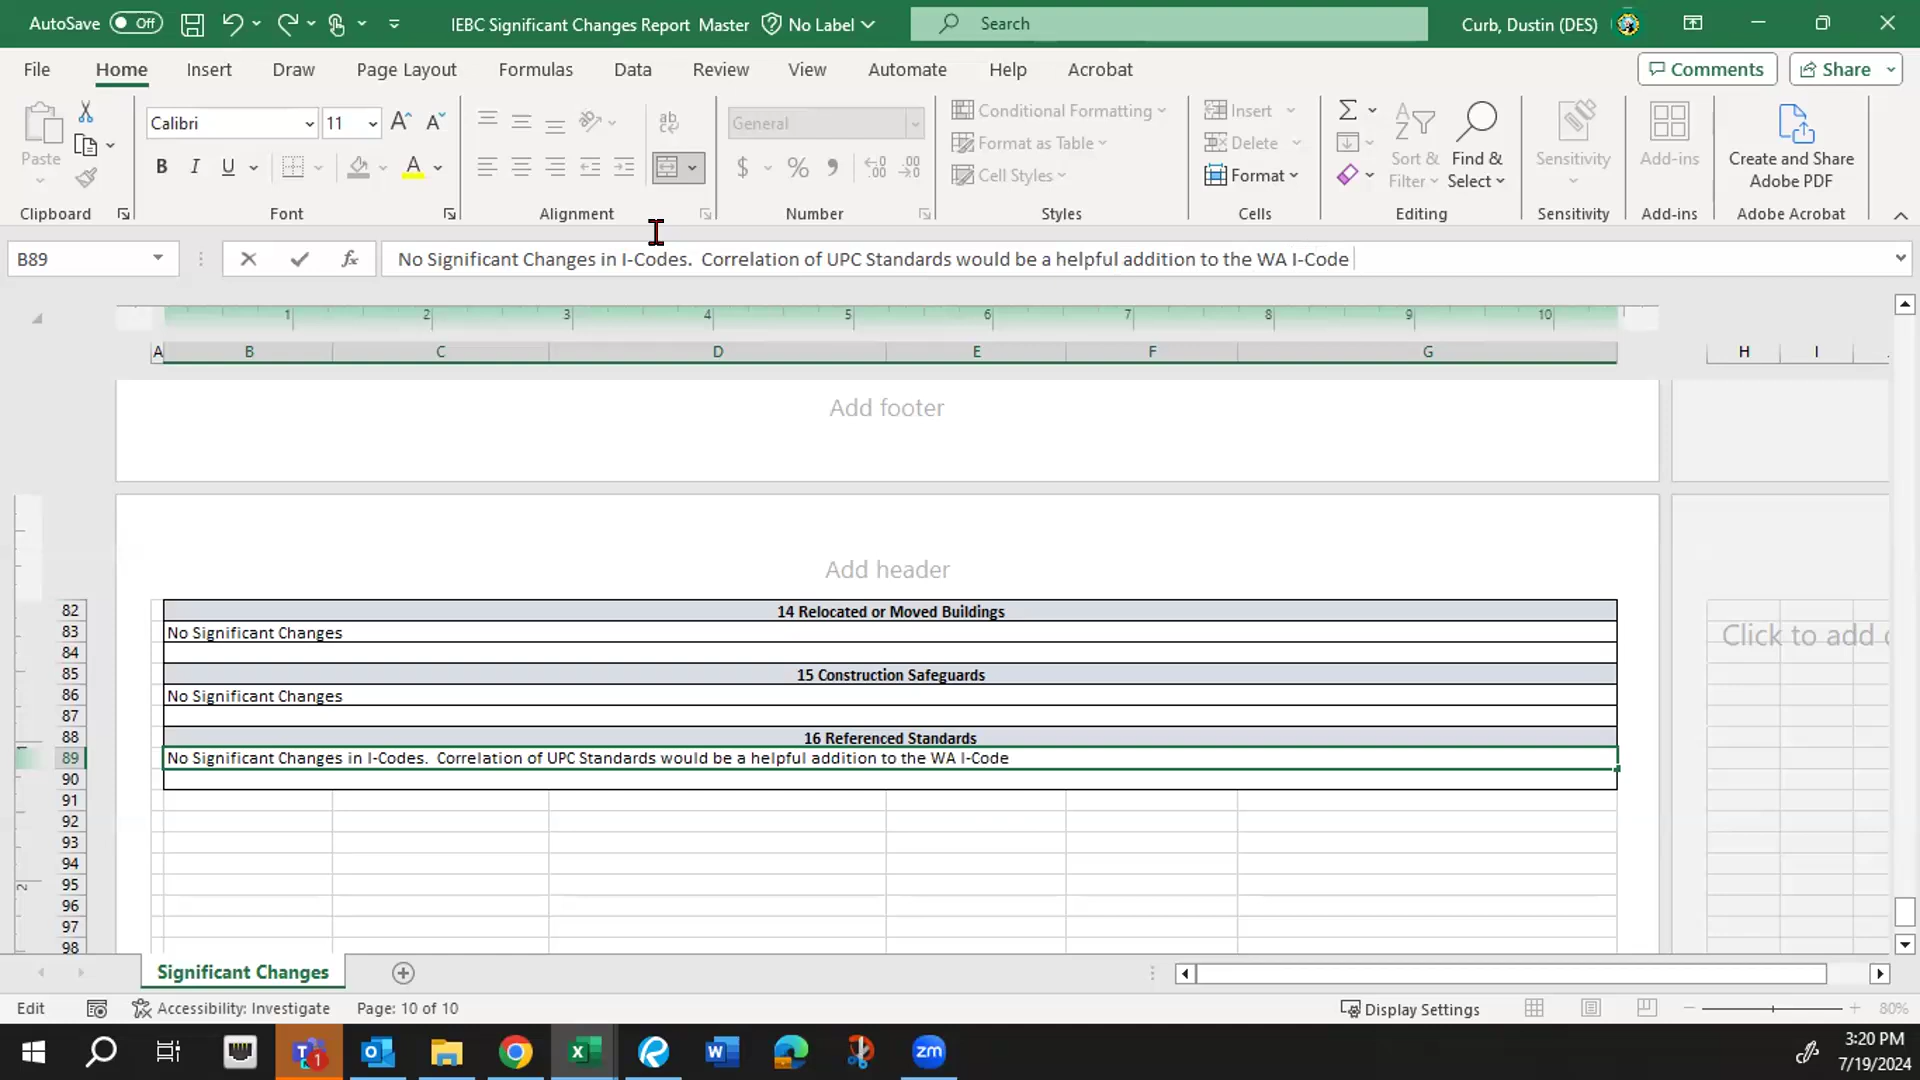 AutoSave Off IEBC Significant Changes Report Master No Label Search Curb, Dustin (DES)
File Home Insert Draw Page Layout Formulas Data Review View Automate Help Acrobat Comments Share
Calibri 11 General Conditional Formatting Insert
Format as Table Delete
Paste Sort & Filter Find & Select Sensitivity Add-ins Create and Share Adobe PDF
B I U $ % Cell Styles Format
Clipboard Font Alignment Number Styles Cells Editing Sensitivity Add-ins Adobe Acrobat
B89 fx No Significant Changes in I-Codes. Correlation of UPC Standards would be a helpful addition to the WA I-Code
1 2 3 4 5 6 7 8 9 10
A B C D E F G H I
Add footer
Add header
82 14 Relocated or Moved Buildings
83 No Significant Changes Click to add
84
85 15 Construction Safeguards
86 No Significant Changes
87
88 16 Referenced Standards
89 No Significant Changes in I-Codes. Correlation of UPC Standards would be a helpful addition to the WA I-Code
90
91
92
93
94
95
96
97
98
Significant Changes
Edit Accessibility: Investigate Page: 10 of 10 Display Settings 80%
3:20 PM
7/19/2024